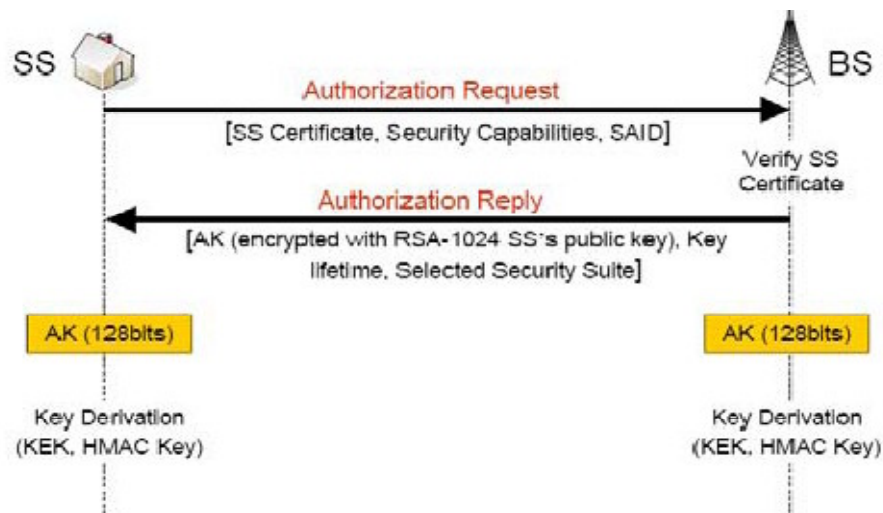 SS
BS
Authorization Request
[SS Certificate, Security Capabilities, SAID]
Verify SS
Certificate
Authorization Reply
[AK (encrypted with RSA-1024 SS's public key), Key
lifetime, Selected Security Suite]
AK (128bits)
AK (128bits)
Key Derivation
(KEK, HMAC Key)
Key Derivation
(KEK, HMAC Key)